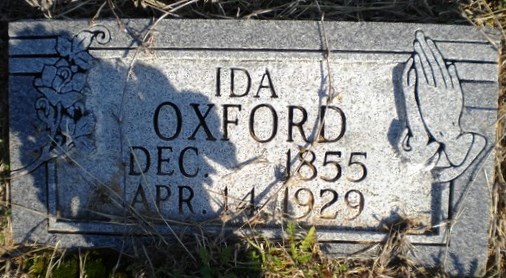 IDA
OXFORD
DEC. 1855
APR. 14, 1929